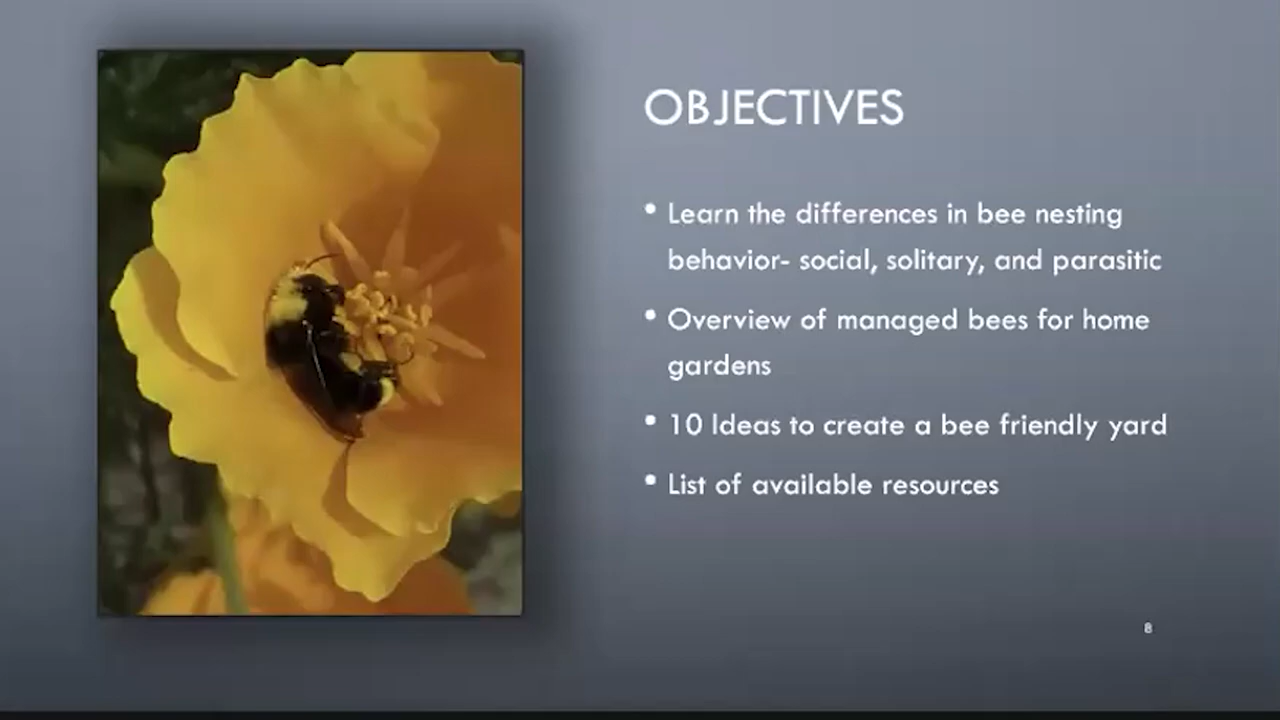 OBJECTIVES
• Learn the differences in bee nesting
behavior- social, solitary, and parasitic
• Overview of managed bees for home
gardens
• 10 Ideas to create a bee friendly yard
• List of available resources
8